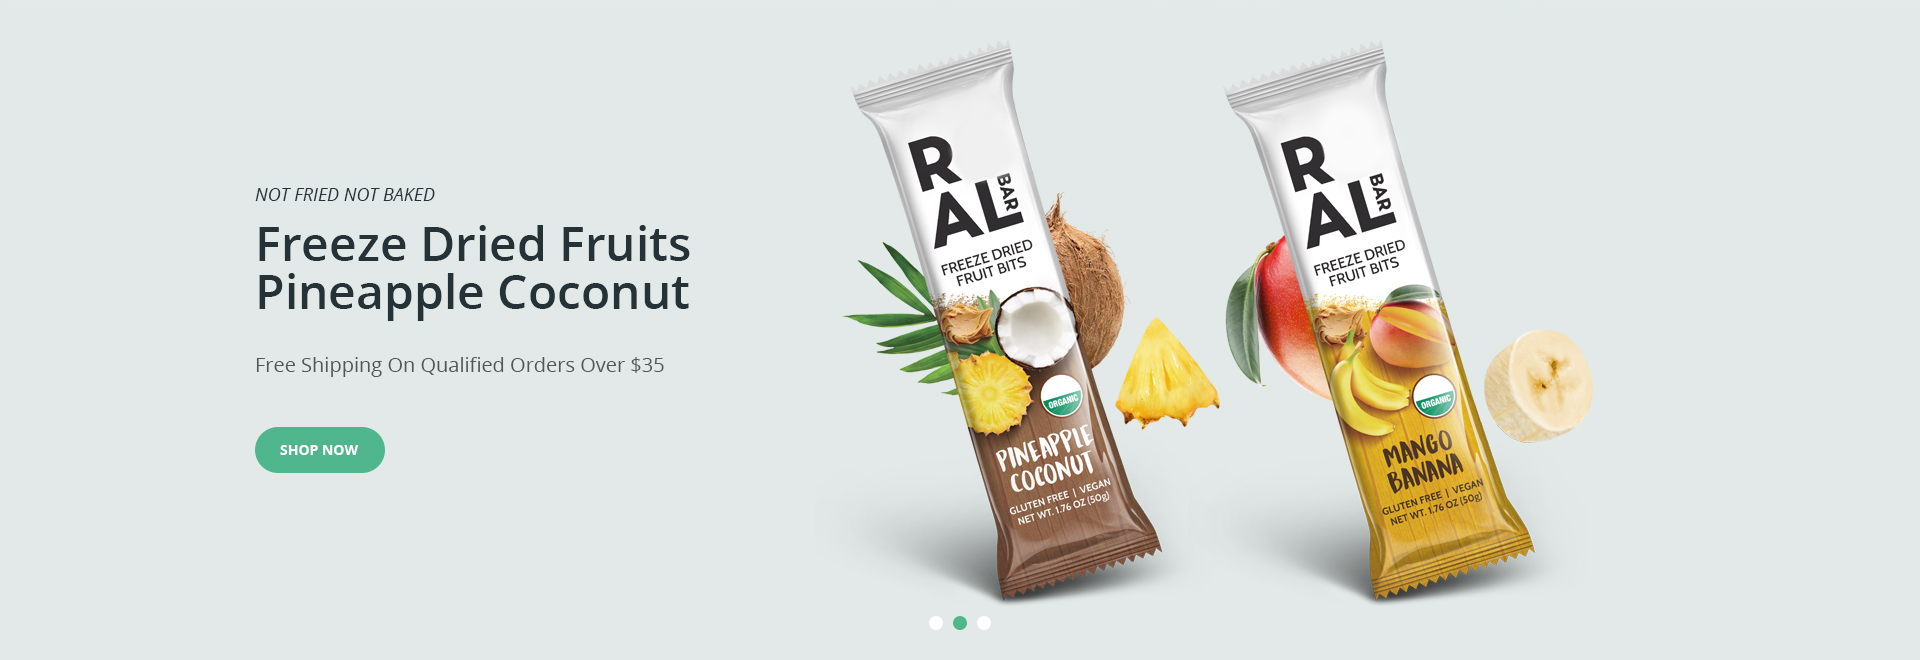 NOT FRIED NOT BAKED
Freeze Dried Fruits
Pineapple Coconut
Free Shipping On Qualified Orders Over $35
SHOP NOW
R
AL
BAR
FREEZE DRIED
FRUIT BITS
ORGANIC
PINEAPPLE
COCONUT
GLUTEN FREE | VEGAN
NET WT. 1.76 OZ (50g)
R
AL
BAR
FREEZE DRIED
FRUIT BITS
ORGANIC
MANGO
BANANA
GLUTEN FREE | VEGAN
NET WT. 1.76 OZ (50g)